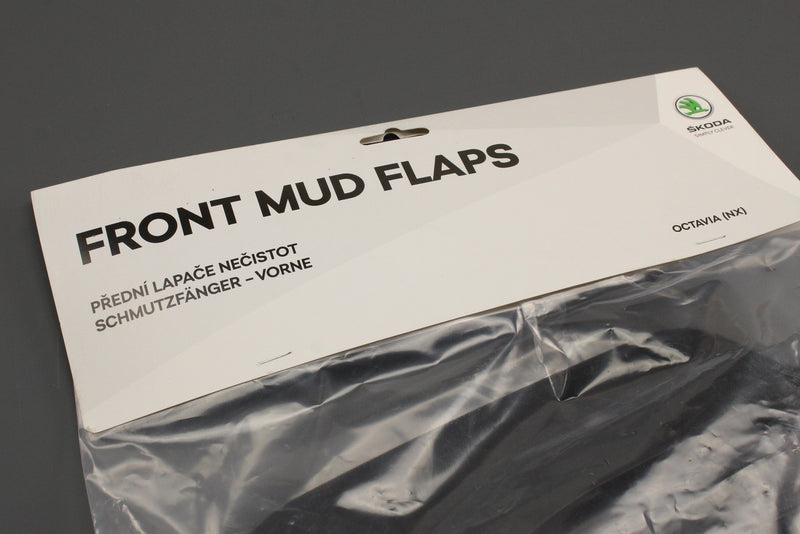 ŠKODA
SIMPLY CLEVER
FRONT MUD FLAPS
OCTAVIA (NX)
PŘEDNÍ LAPAČE NEČISTOT
SCHMUTZFÄNGER – VORNE